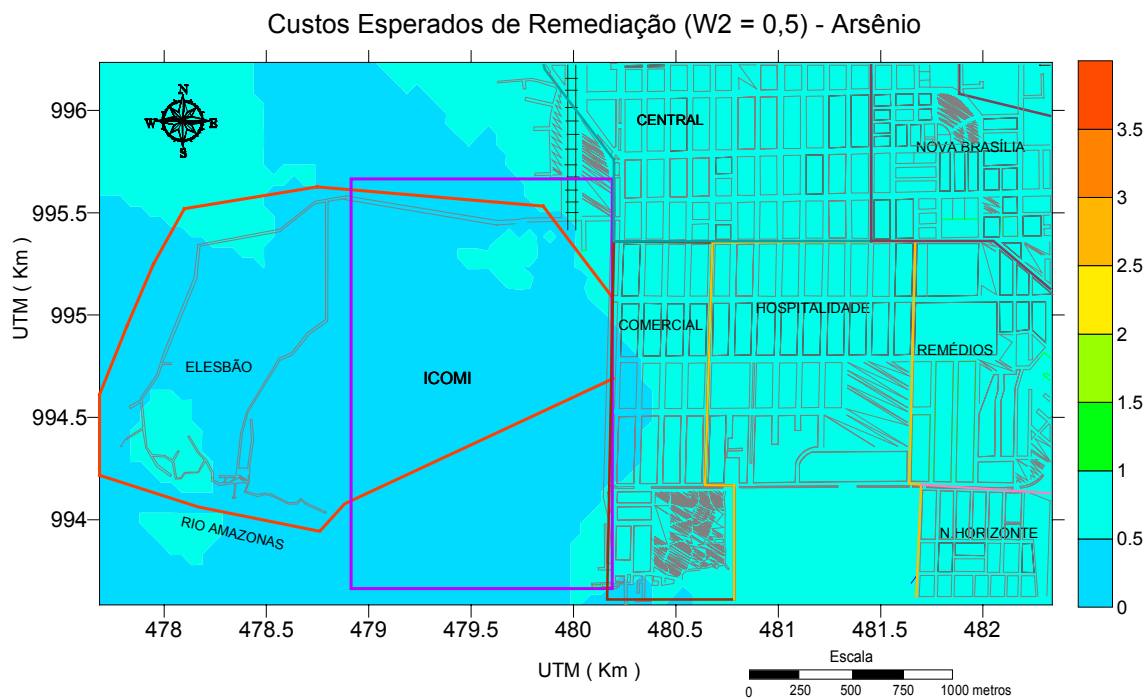 Custos Esperados de Remediação (W2 = 0,5) - Arsênio
N
W E
S
CENTRAL
NOVA BRASÍLIA
HOSPITALIDADE
COMERCIAL
REMÉDIOS
ELESBÃO
ICOMI
RIO AMAZONAS
N.HORIZONTE
UTM ( Km )
996
995.5
995
994.5
994
478
478.5
479
479.5
480
480.5
481
481.5
482
UTM ( Km )
3.5
3
2.5
2
1.5
1
0.5
0
Escala
0 250 500 750 1000 metros